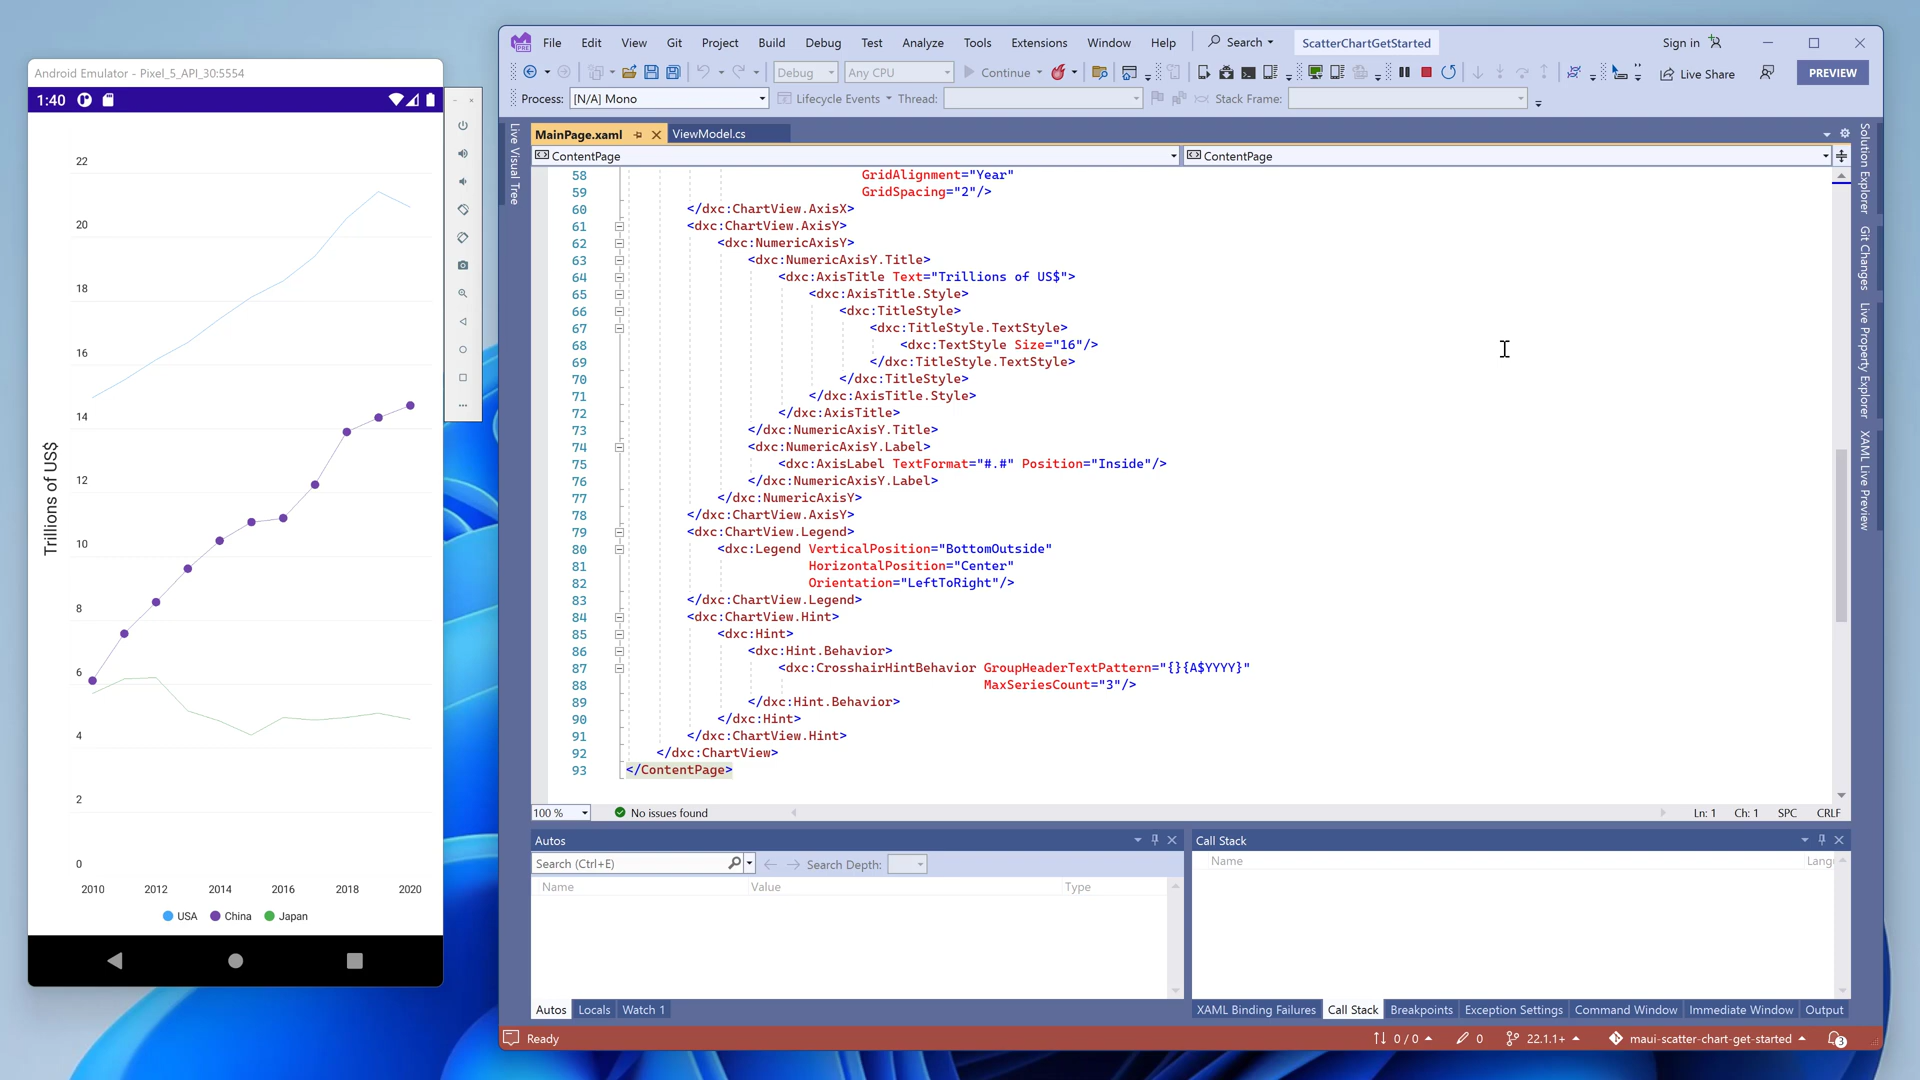 Android Emulator - Pixel_5_API_30:5554
1:40
22
20
18
16
14
12
10
8
6
4
2
0
Trillions of US$
2010 2012 2014 2016 2018 2020
USA China Japan
File Edit View Git Project Build Debug Test Analyze Tools Extensions Window Help Search ScatterChartGetStarted Sign in
Debug Any CPU Continue Live Share PREVIEW
Process: [N/A] Mono Lifecycle Events Thread: Stack Frame:
Live Visual Tree
MainPage.xaml ViewModel.cs
ContentPage ContentPage
58 GridAlignment="Year"
59 GridSpacing="2"/>
60 </dxc:ChartView.AxisX>
61 <dxc:ChartView.AxisY>
62 <dxc:NumericAxisY>
63 <dxc:NumericAxisY.Title>
64 <dxc:AxisTitle Text="Trillions of US$">
65 <dxc:AxisTitle.Style>
66 <dxc:TitleStyle>
67 <dxc:TitleStyle.TextStyle>
68 <dxc:TextStyle Size="16"/>
69 </dxc:TitleStyle.TextStyle>
70 </dxc:TitleStyle>
71 </dxc:AxisTitle.Style>
72 </dxc:AxisTitle>
73 </dxc:NumericAxisY.Title>
74 <dxc:NumericAxisY.Label>
75 <dxc:AxisLabel TextFormat="#.#" Position="Inside"/>
76 </dxc:NumericAxisY.Label>
77 </dxc:NumericAxisY>
78 </dxc:ChartView.AxisY>
79 <dxc:ChartView.Legend>
80 <dxc:Legend VerticalPosition="BottomOutside"
81 HorizontalPosition="Center"
82 Orientation="LeftToRight"/>
83 </dxc:ChartView.Legend>
84 <dxc:ChartView.Hint>
85 <dxc:Hint>
86 <dxc:Hint.Behavior>
87 <dxc:CrosshairHintBehavior GroupHeaderTextPattern="{}{A$YYYY}"
88 MaxSeriesCount="3"/>
89 </dxc:Hint.Behavior>
90 </dxc:Hint>
91 </dxc:ChartView.Hint>
92 </dxc:ChartView>
93 </ContentPage>
Solution Explorer
Git Changes
Live Property Explorer
XAML Live Preview
100 % No issues found Ln: 1 Ch: 1 SPC CRLF
Autos
Search (Ctrl+E) Search Depth:
Name Value Type
Autos Locals Watch 1
Call Stack
Name Lang
XAML Binding Failures Call Stack Breakpoints Exception Settings Command Window Immediate Window Output
Ready 0 / 0 0 22.1.1+ maui-scatter-chart-get-started 3